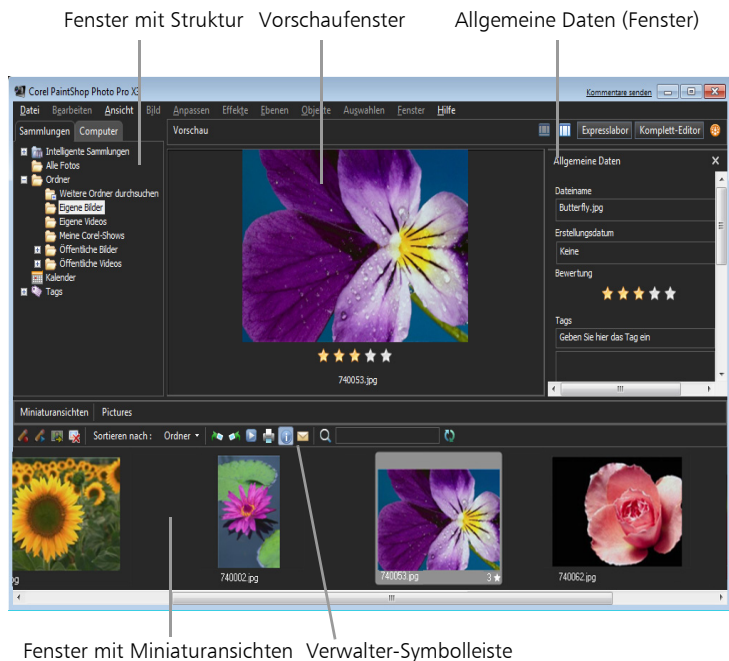 Fenster mit Struktur Vorschaufenster Allgemeine Daten (Fenster)
Corel PaintShop Photo Pro X3 Kommentare senden
Datei Bearbeiten Ansicht Bild Anpassen Effekte Ebenen Objekte Auswahlen Fenster Hilfe
Sammlungen Computer Vorschau Expresslabor Komplett-Editor
Intelligente Sammlungen
Alle Fotos
Ordner
Weitere Ordner durchsuchen
Eigene Bilder
Eigene Videos
Meine Corel-Shows
Öffentliche Bilder
Öffentliche Videos
Kalender
Tags
740053.jpg
Allgemeine Daten X
Dateiname
Butterfly.jpg
Erstellungsdatum
Keine
Bewertung
Tags
Geben Sie hier das Tag ein
Miniaturansichten Pictures
Sortieren nach : Ordner
pg 740002.jpg 740053.jpg 3 740062.jpg
Fenster mit Miniaturansichten Verwalter-Symbolleiste